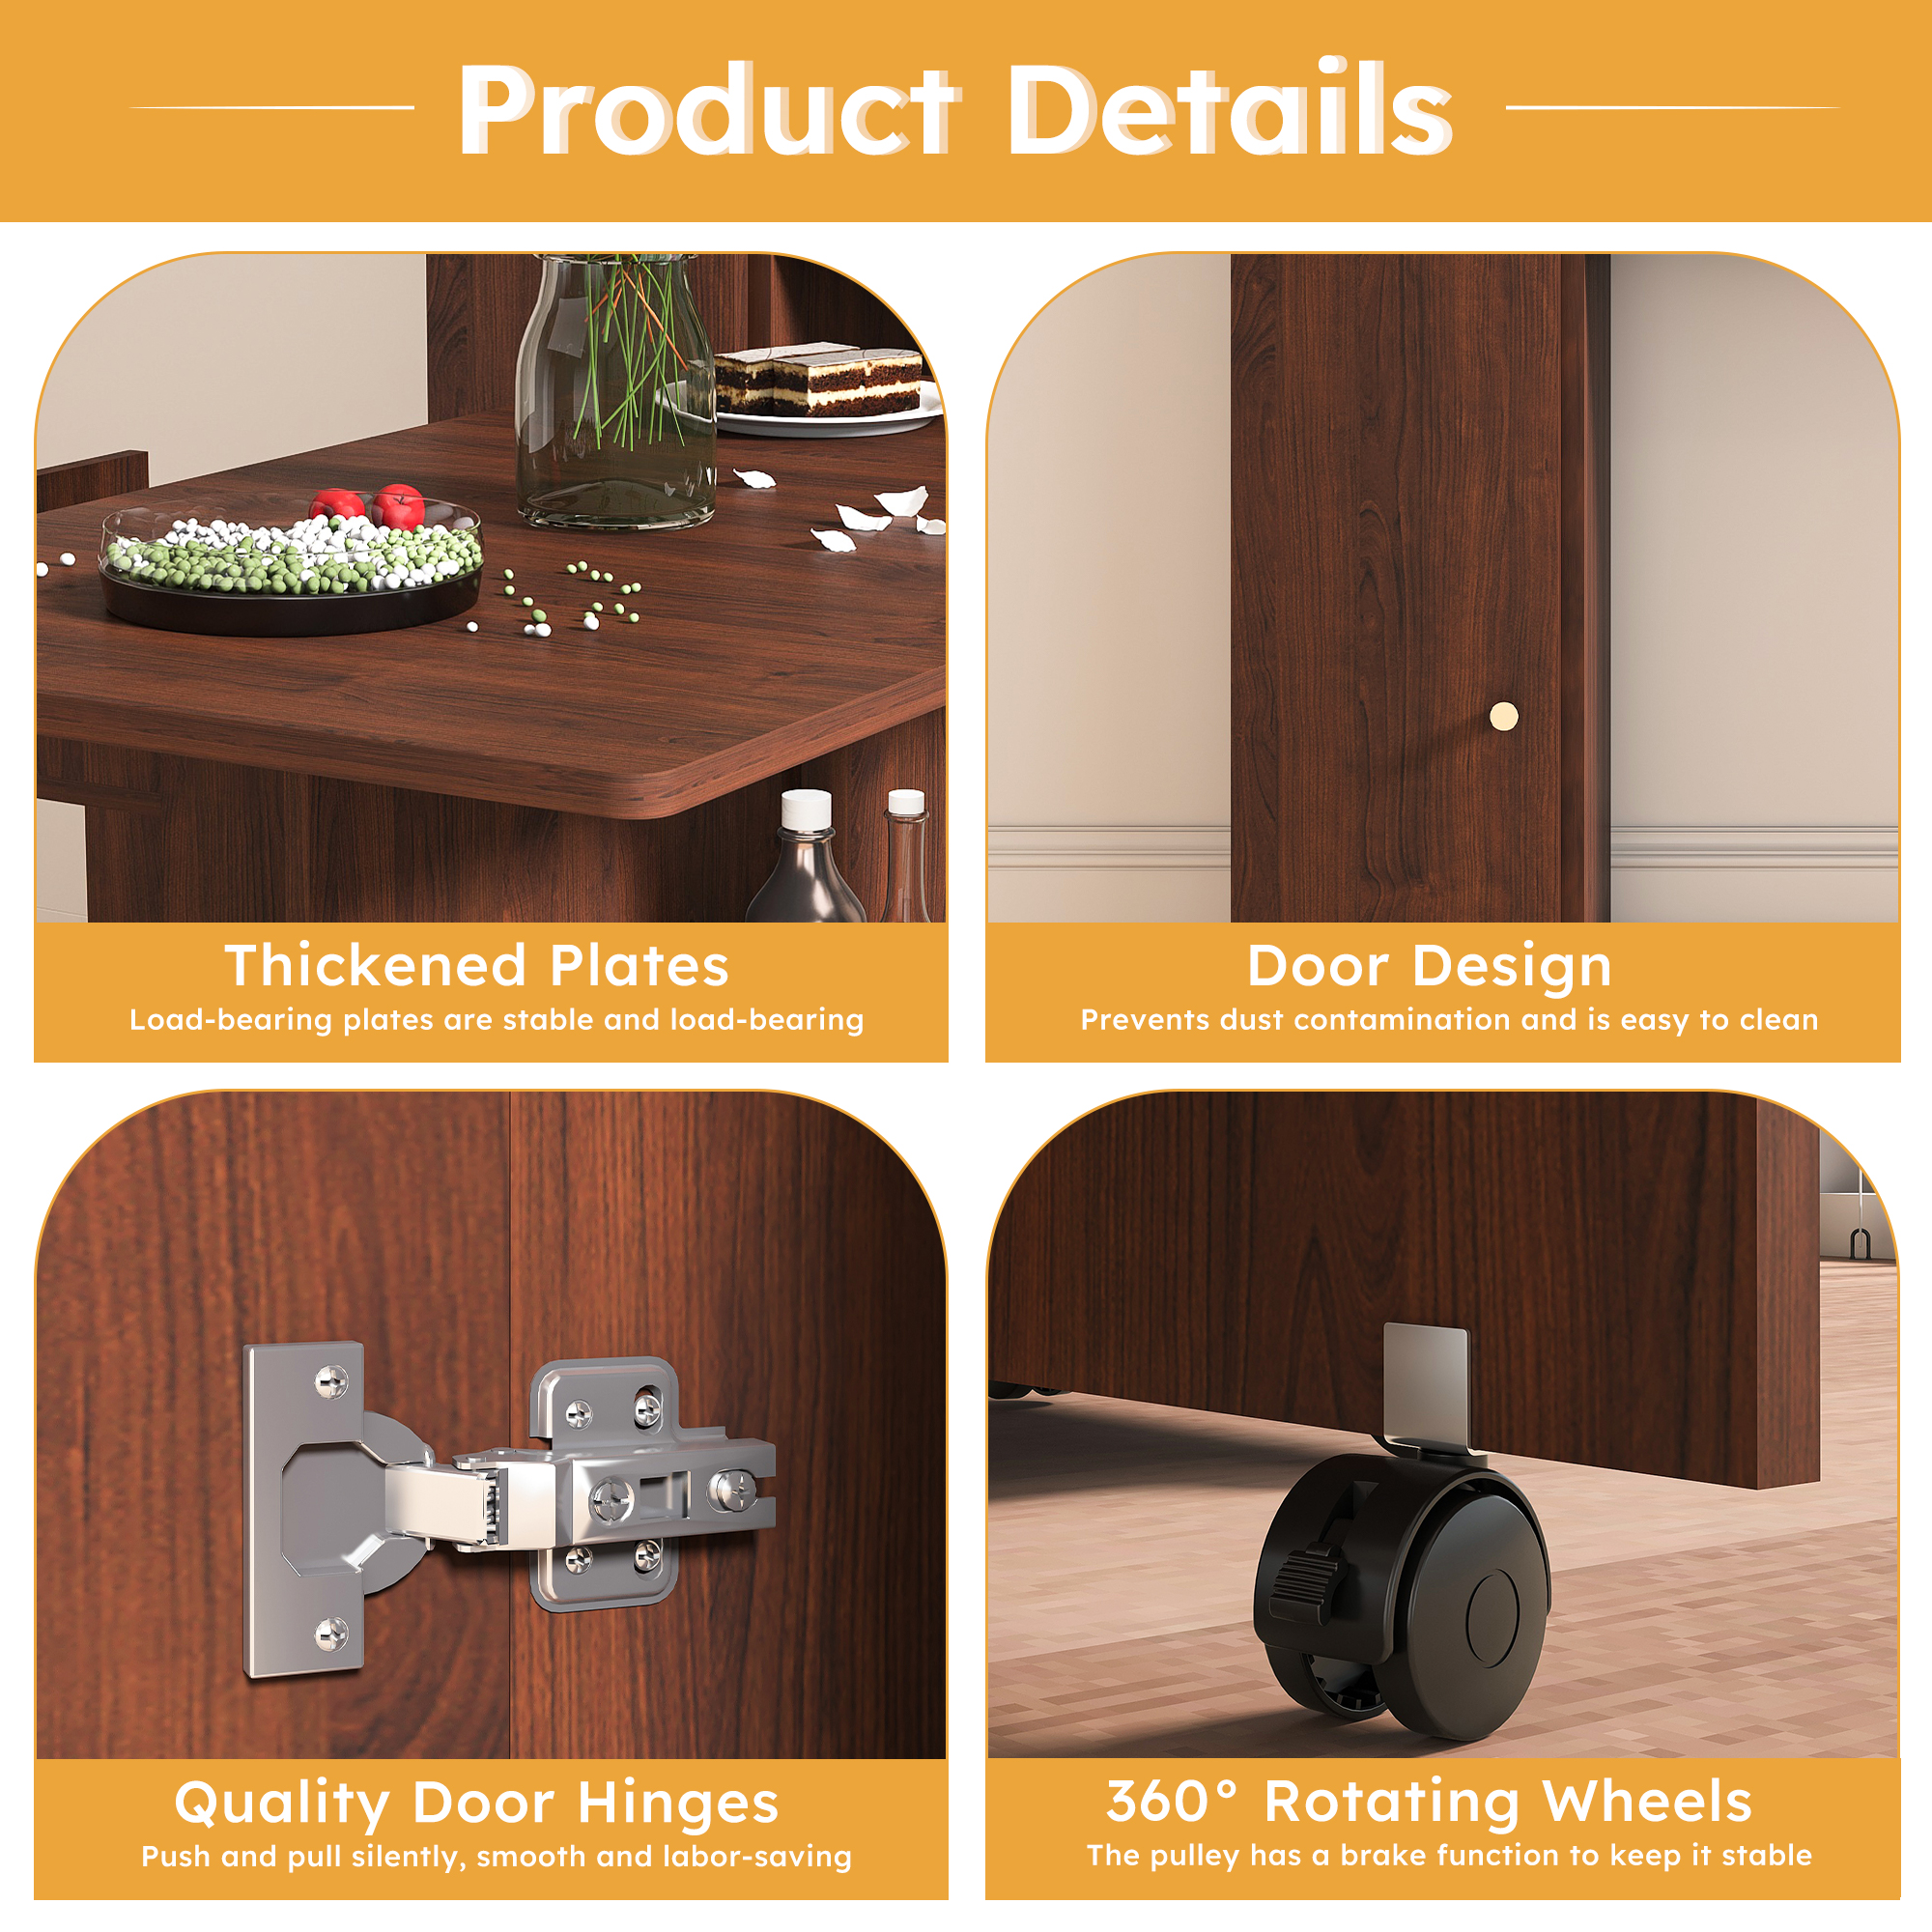 Product Details
Thickened Plates
Load-bearing plates are stable and load-bearing
Door Design
Prevents dust contamination and is easy to clean
Quality Door Hinges
Push and pull silently, smooth and labor-saving
360° Rotating Wheels
The pulley has a brake function to keep it stable